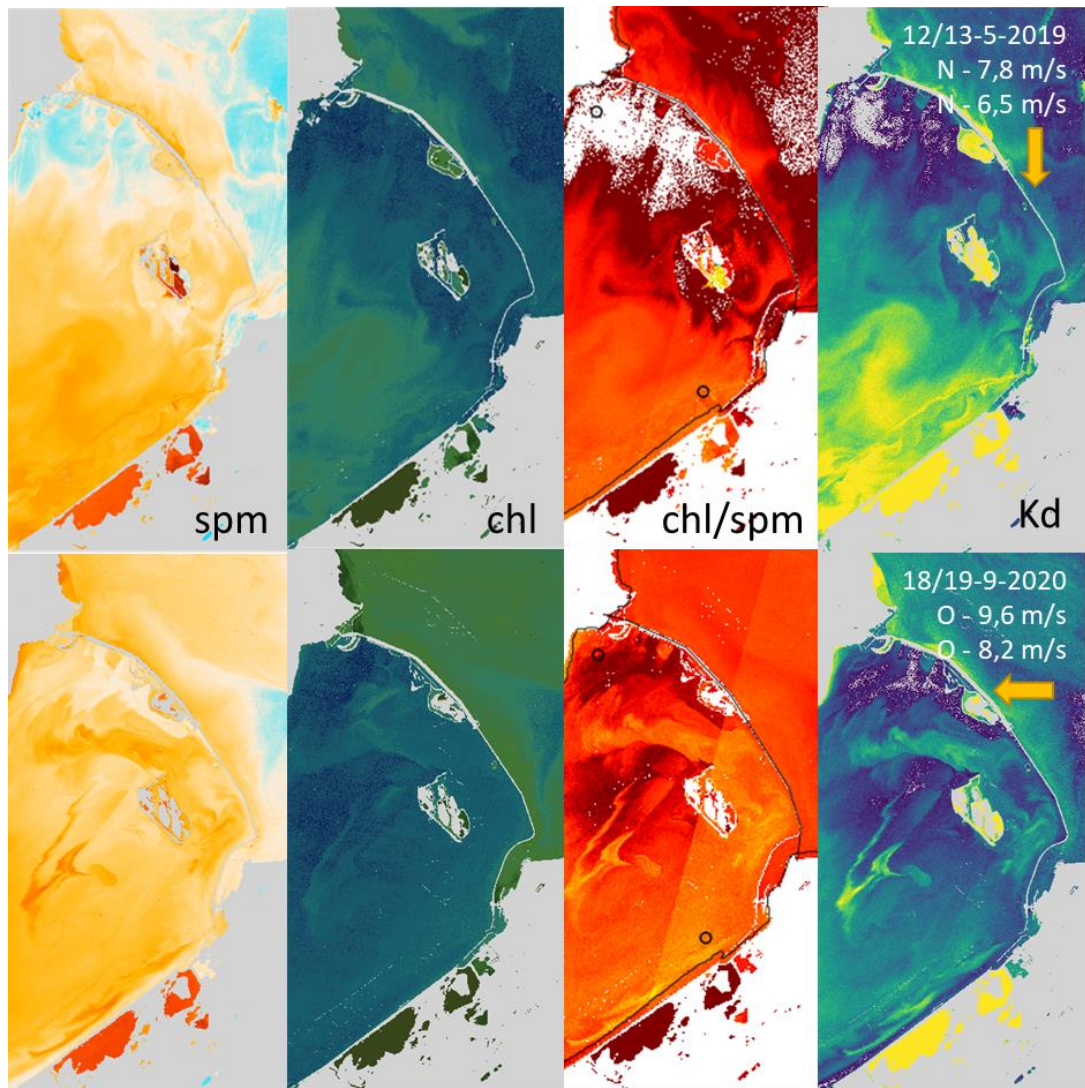 12/13-5-2019
N - 7,8 m/s
N - 6,5 m/s
spm
chl
chl/spm
Kd
18/19-9-2020
O - 9,6 m/s
O - 8,2 m/s